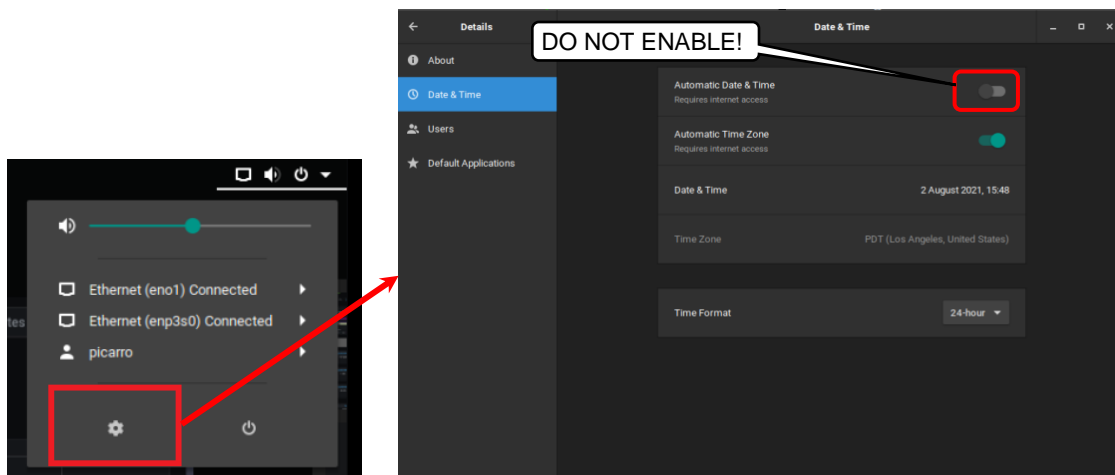 tes
Ethernet (eno1) Connected
Ethernet (enp3s0) Connected
picarro
Details
Date & Time
DO NOT ENABLE!
About
Date & Time
Users
Default Applications
Automatic Date & Time
Requires internet access
Automatic Time Zone
Requires internet access
Date & Time 2 August 2021, 15:48
Time Zone PDT (Los Angeles, United States)
Time Format 24-hour